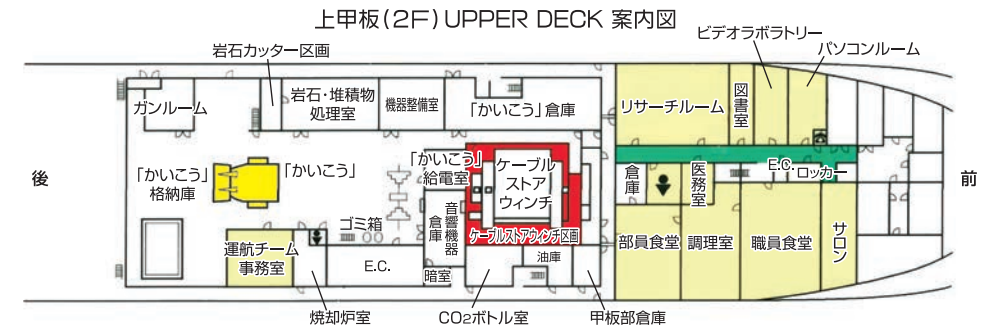 上甲板(2F)UPPER DECK 案内図
ビデオラボラトリー
パソコンルーム
岩石カッター区画
ガンルーム
岩石・堆積物
処理室
機器整備室
「かいこう」倉庫
リサーチルーム
図書室
後
「かいこう」
格納庫
「かいこう」
「かいこう」
給電室
ケーブル
ストア
ウィンチ
ケーブルストアウィンチ区画
倉庫
医務室
E.C.
ロッカー
前
ゴミ箱
音響機器
倉庫
運航チーム
事務室
E.C.
暗室
油庫
部員食堂
調理室
職員食堂
サロン
焼却炉室
CO2ボトル室
甲板部倉庫